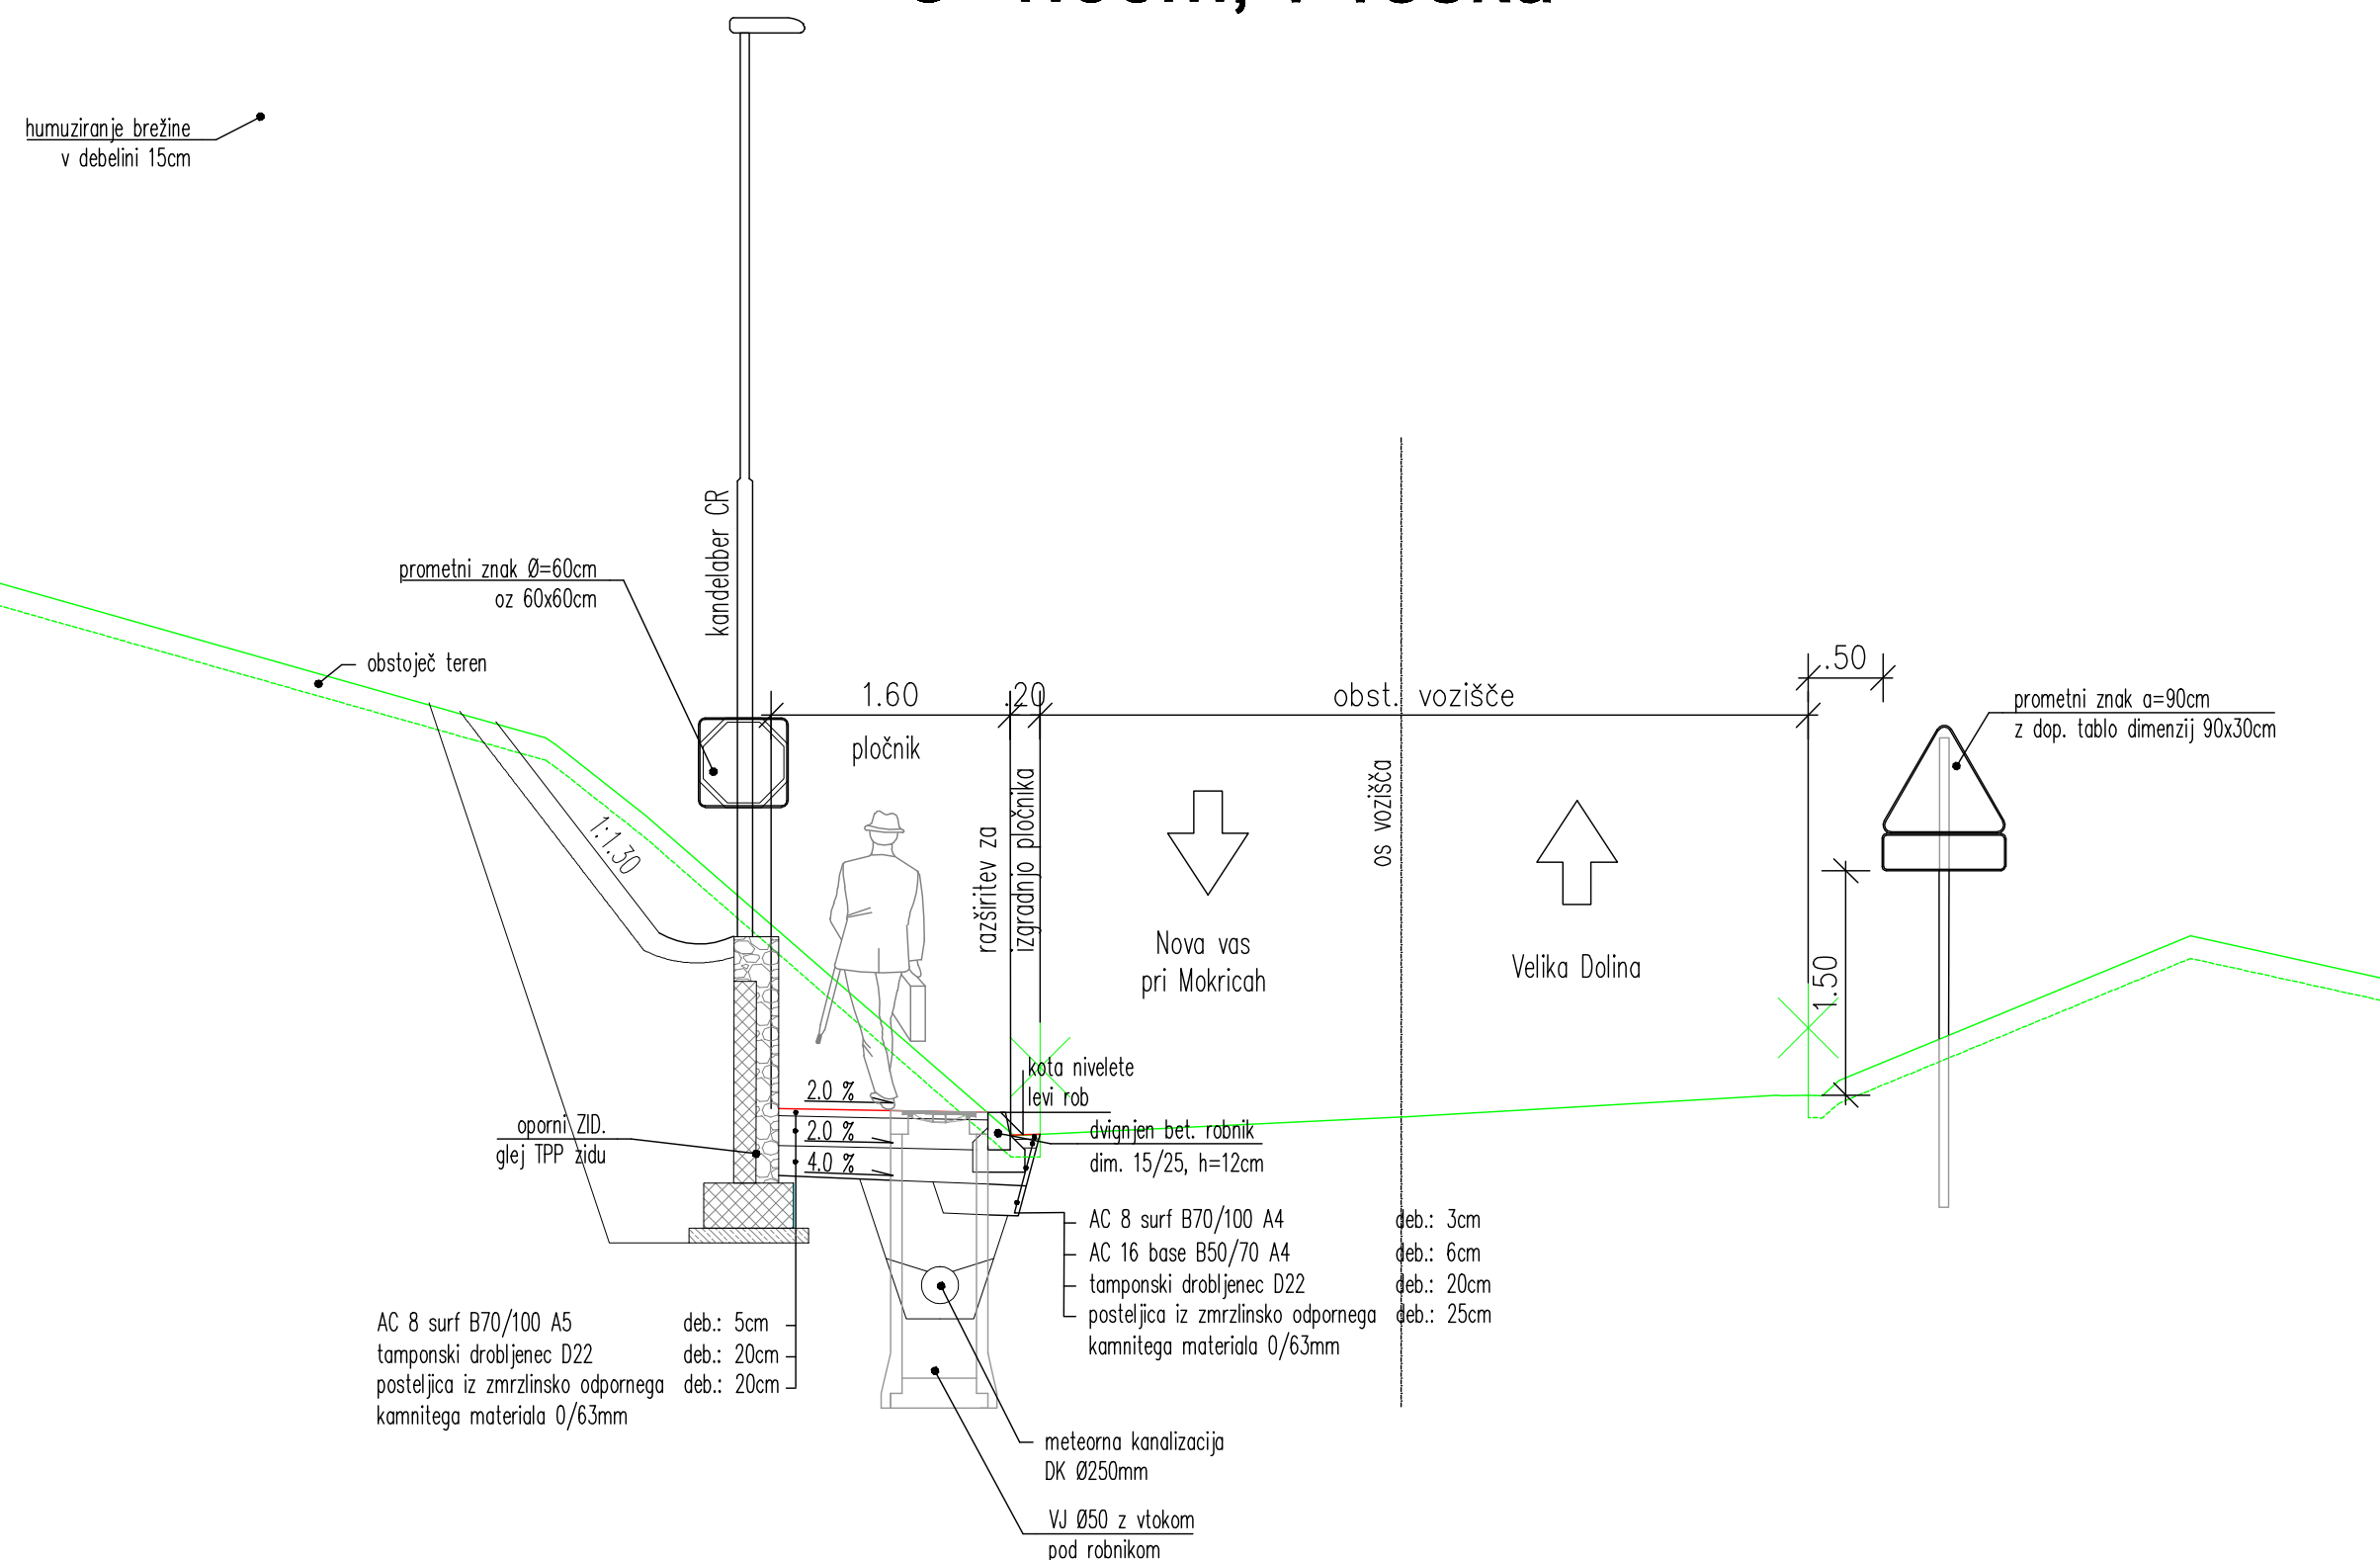 humuziranje brežine
v debelini 15cm
kandelaber CR
prometni znak Ø=60cm
oz 60x60cm
obstoječ teren
1:1.30
1.60
.20
obst. vozišče
.50
prometni znak a=90cm
z dop. tablo dimenzij 90x30cm
pločnik
razširitev za
izgradnjo pločnika
os vozišča
Nova vas
pri Mokricah
Velika Dolina
1.50
kota nivelete
levi rob
2.0 %
2.0 %
4.0 %
oporni ZID.
glej TPP zidu
dvignjen bet. robnik
dim. 15/25, h=12cm
AC 8 surf B70/100 A4 deb.: 3cm
AC 16 base B50/70 A4 deb.: 6cm
tamponski drobljenec D22 deb.: 20cm
posteljica iz zmrzlinsko odpornega deb.: 25cm
kamnitega materiala 0/63mm
AC 8 surf B70/100 A5 deb.: 5cm
tamponski drobljenec D22 deb.: 20cm
posteljica iz zmrzlinsko odpornega deb.: 20cm
kamnitega materiala 0/63mm
meteorna kanalizacija
DK Ø250mm
VJ Ø50 z vtokom
pod robnikom